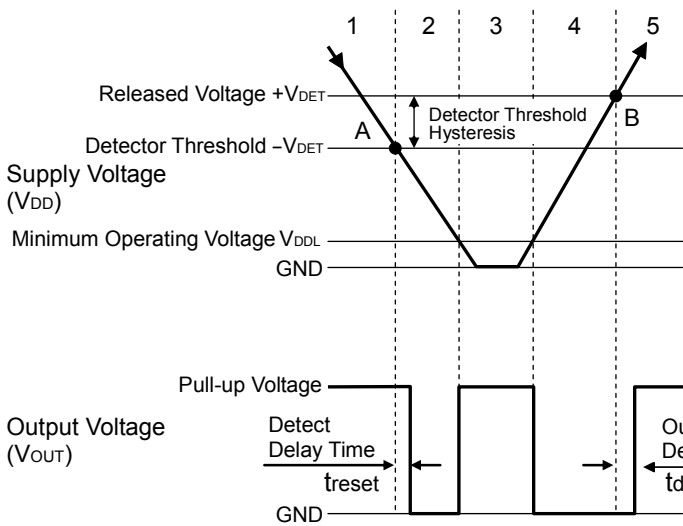 1 2 3 4 5
Released Voltage +VDET
Detector Threshold
Hysteresis
A
B
Detector Threshold –VDET
Supply Voltage
(VDD)
Minimum Operating Voltage VDDL
GND
Pull-up Voltage
Output Voltage
(VOUT)
Detect
Delay Time
treset
td
GND